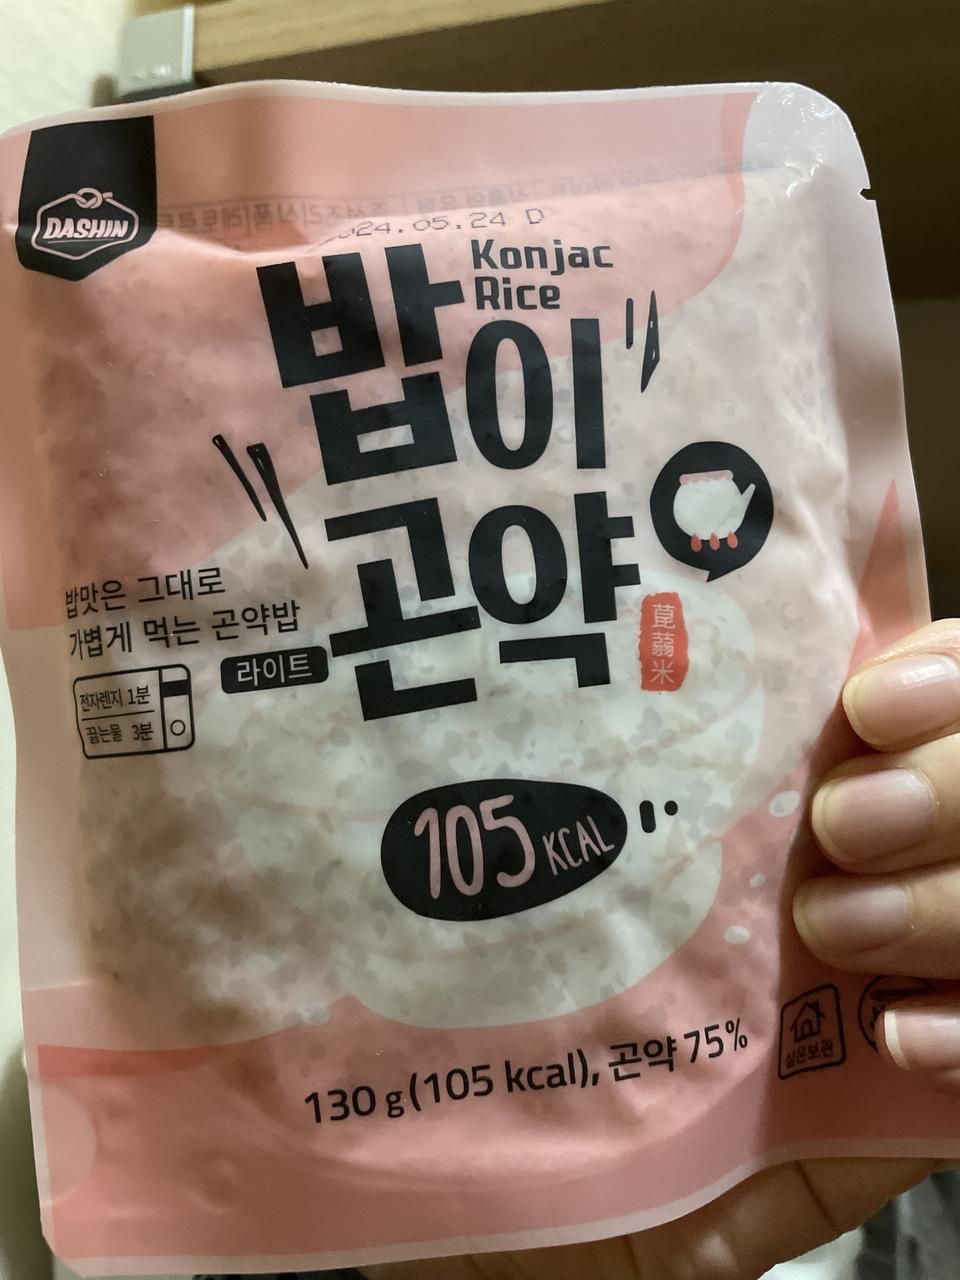 DASHIN
24.05.24 D
Konjac
Rice
밥이
곤약
밥맛은 그대로
가볍게 먹는 곤약밥
라이트
전자렌지 1분
끓는물 3분
蒟蒻米
105 KCAL
130 g (105 kcal), 곤약 75%
실온보관